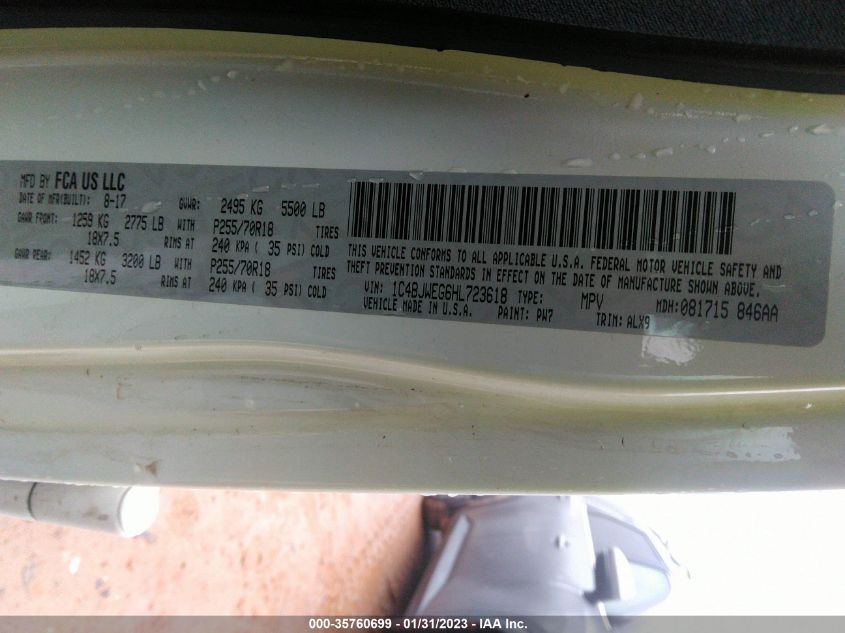 MFD BY FCA US LLC
DATE OF MFR(BUILT): 8-17 GVWR: 2495 KG 5500 LB
GAWR FRONT: 1259 KG 2775 LB WITH P255/70R18 TIRES
18X7.5 RIMS AT 240 KPA ( 35 PSI) COLD
GAWR REAR: 1452 KG 3200 LB WITH P255/70R18 TIRES
18X7.5 RIMS AT 240 KPA ( 35 PSI) COLD
THIS VEHICLE CONFORMS TO ALL APPLICABLE U.S.A. FEDERAL MOTOR VEHICLE SAFETY AND
THEFT PREVENTION STANDARDS IN EFFECT ON THE DATE OF MANUFACTURE SHOWN ABOVE.
VIN: 1C4BJWEG6HL723618 TYPE: MPV MDH:081715 846AA
VEHICLE MADE IN U.S.A. PAINT: PW7 TRIM: ALX9
000-35760699 - 01/31/2023 - IAA Inc.